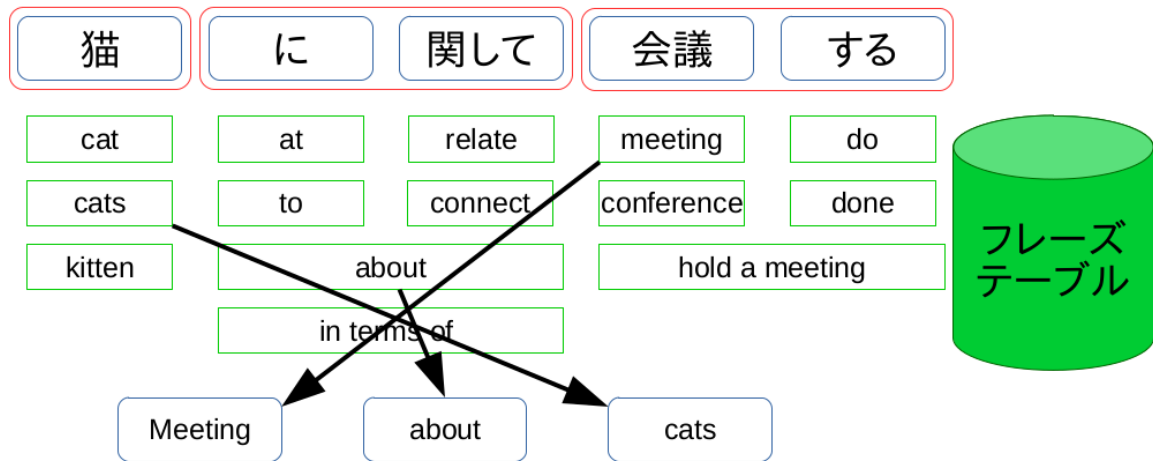 猫 に 関して 会議 する
cat at relate meeting do
cats to connect conference done
kitten about hold a meeting
in terms of
フレーズ
テーブル
Meeting about cats